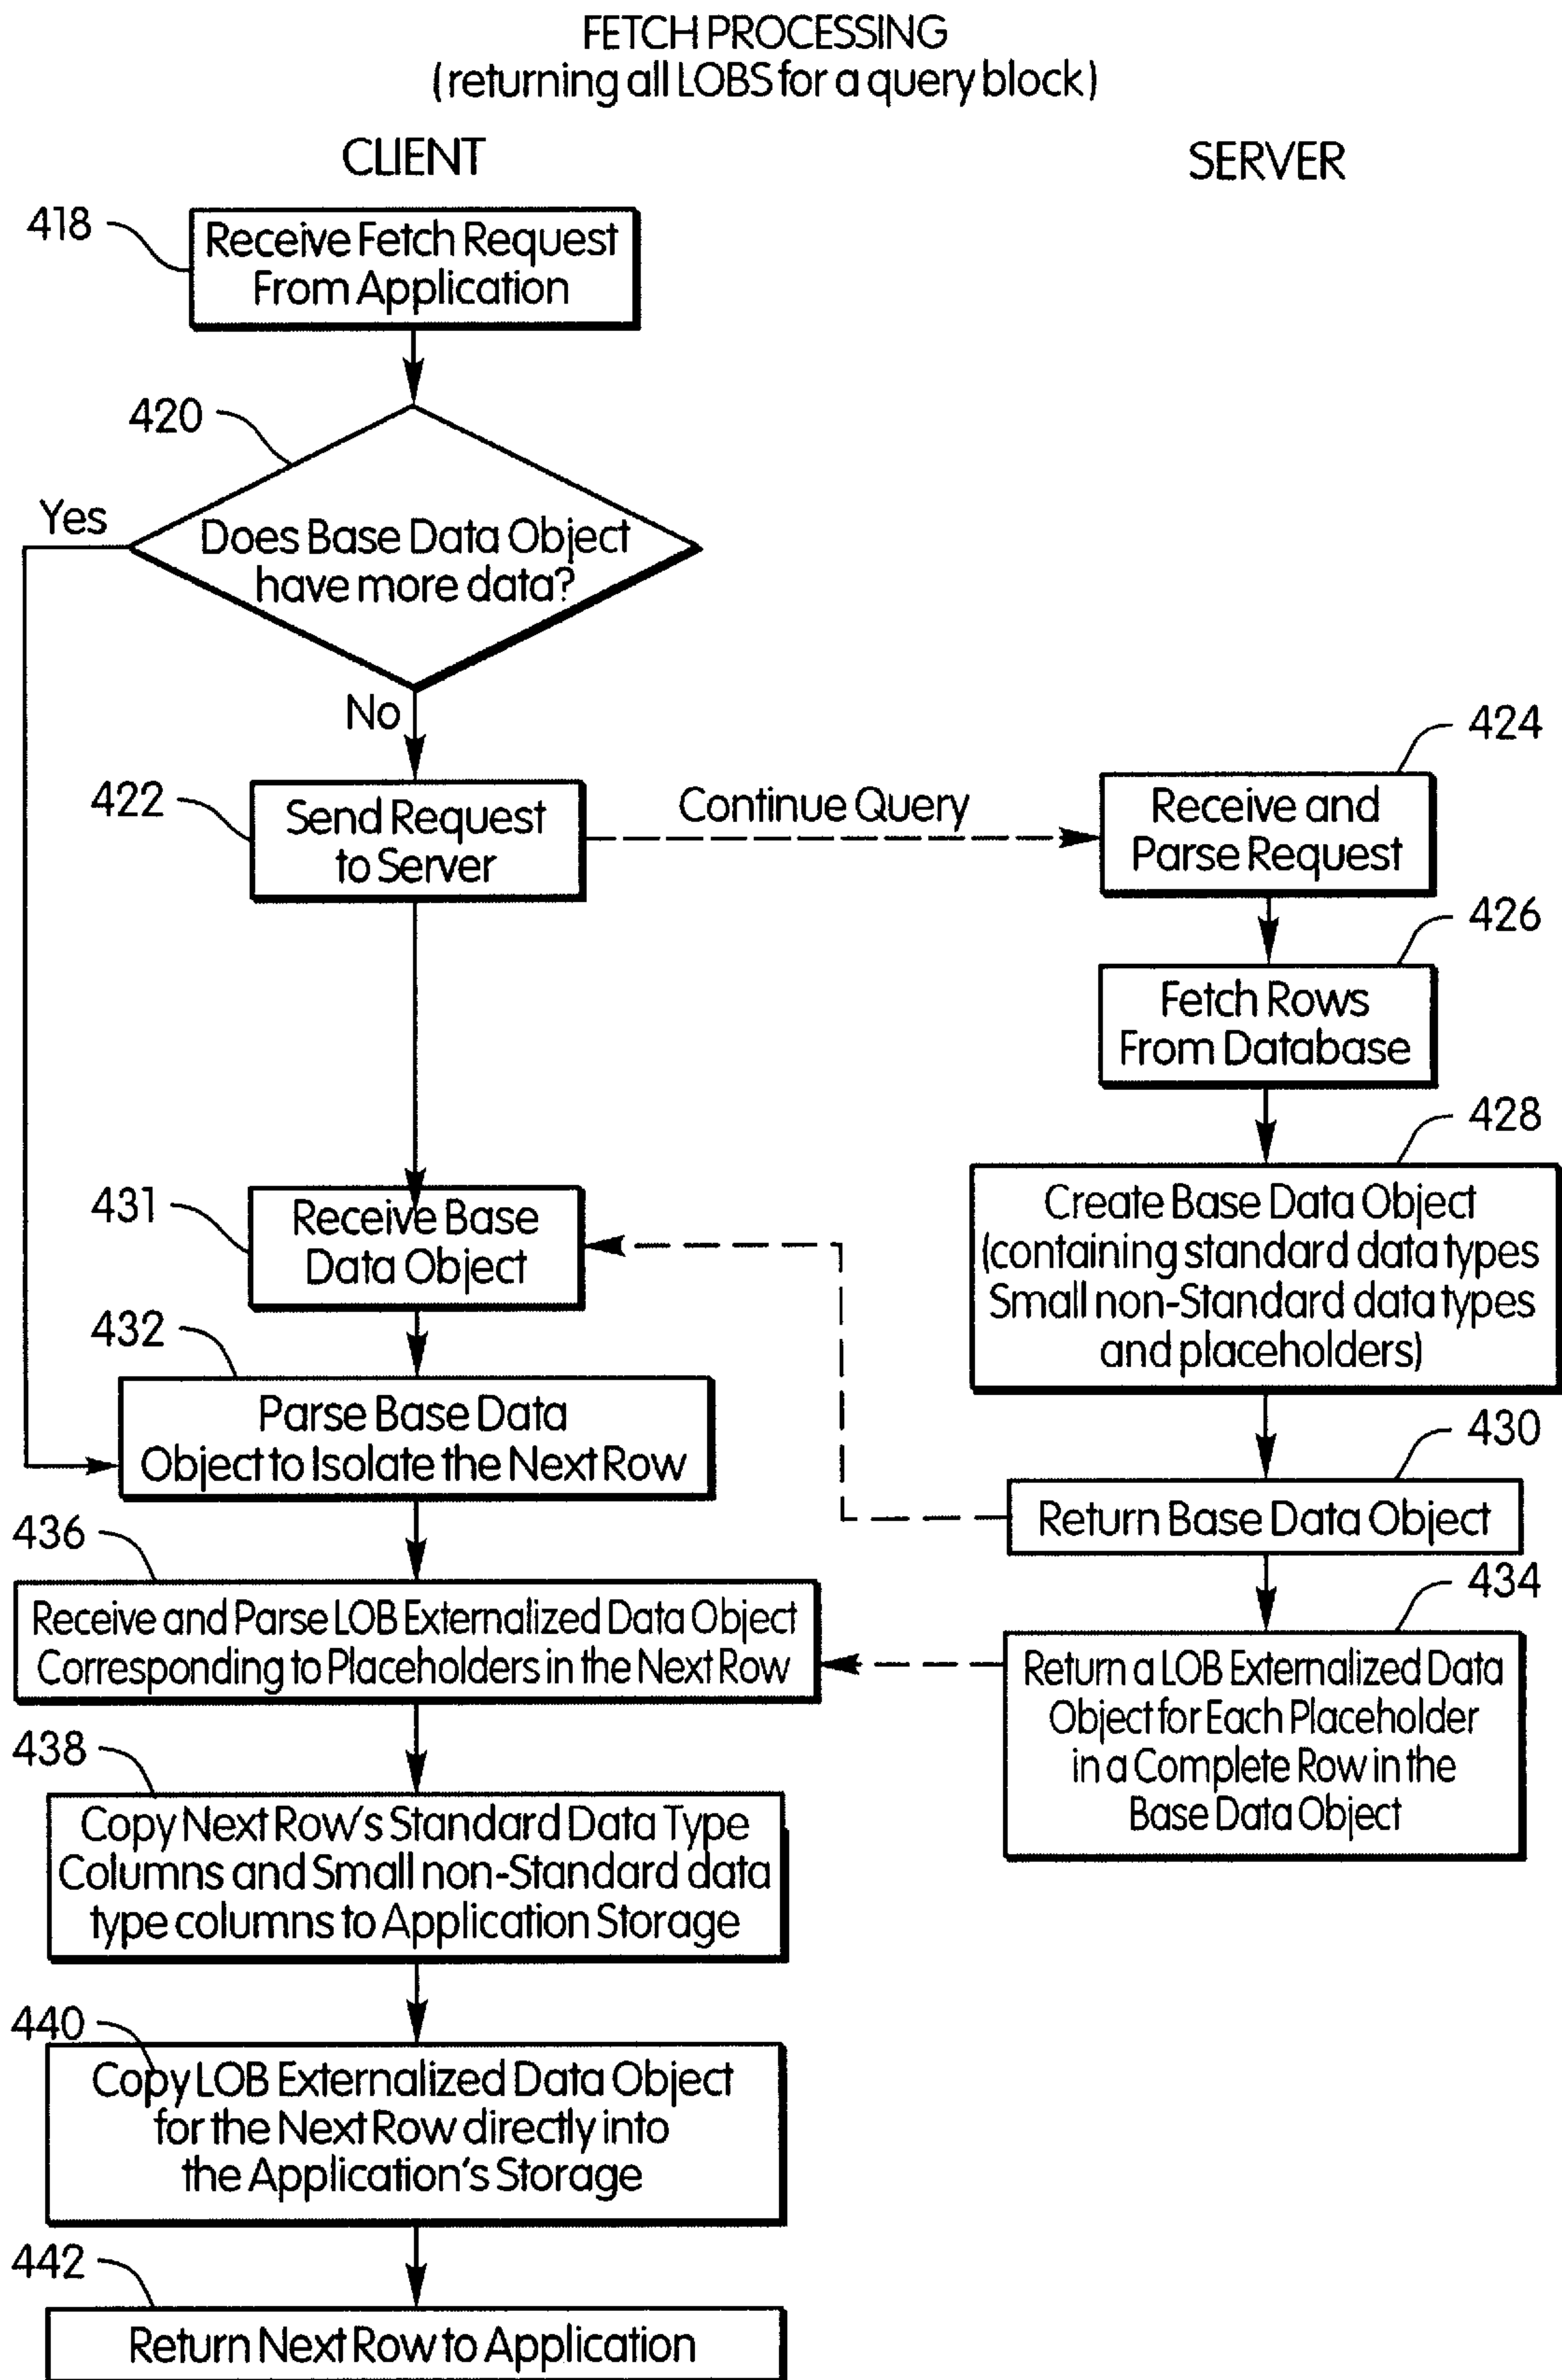 FETCH PROCESSING
(returning all LOBS for a query block)
CLIENT
SERVER
418
Receive Fetch Request
From Application
420
Yes
Does Base Data Object
have more data?
No
422
Send Request
to Server
Continue Query
424
Receive and
Parse Request
426
Fetch Rows
From Database
428
Create Base Data Object
(containing standard data types
Small non-Standard data types
and placeholders)
431
Receive Base
Data Object
432
Parse Base Data
Object to Isolate the Next Row
430
Return Base Data Object
436
Receive and Parse LOB Externalized Data Object
Corresponding to Placeholders in the Next Row
434
Return a LOB Externalized Data
Object for Each Placeholder
in a Complete Row in the
Base Data Object
438
Copy Next Row's Standard Data Type
Columns and Small non-Standard data
type columns to Application Storage
440
Copy LOB Externalized Data Object
for the Next Row directly into
the Application's Storage
442
Return Next Row to Application